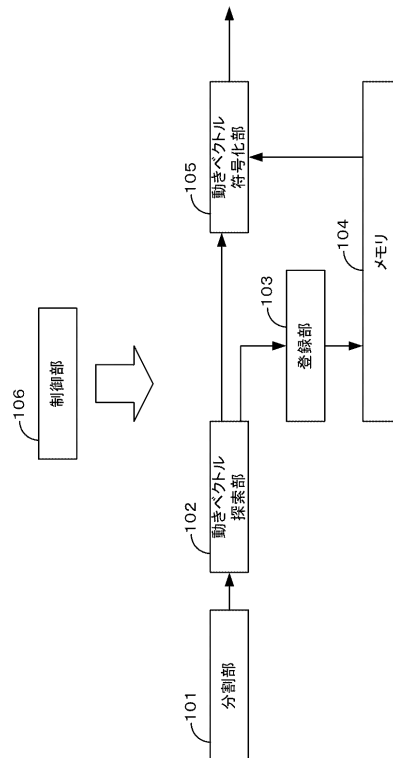 106
制御部
101
分割部
102
動きベクトル
探索部
103
登録部
105
動きベクトル
符号化部
104
メモリ